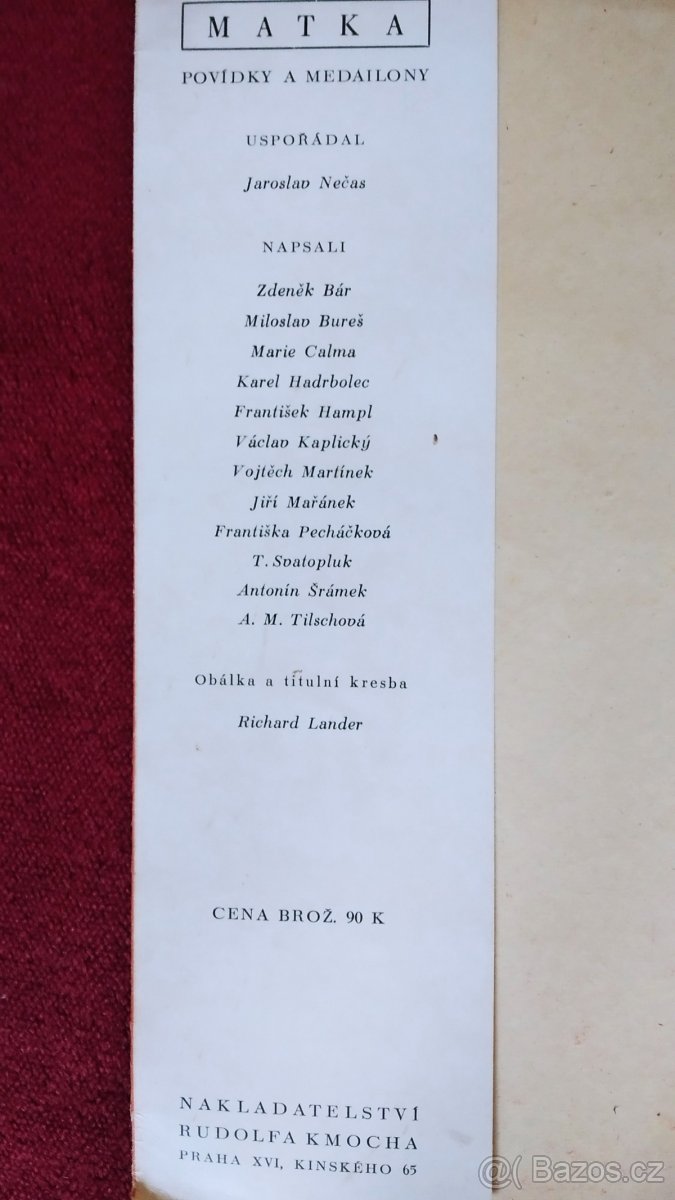 MATKA
POVÍDKY A MEDAILONY
USPOŘÁDAL
Jaroslav Nečas
NAPSALI
Zdeněk Bár
Miloslav Bureš
Marie Calma
Karel Hadrbolec
František Hampl
Václav Kaplický
Vojtěch Martínek
Jiří Mařánek
Františka Pecháčková
T. Svatopluk
Antonín Šrámek
A. M. Tilschová
Obálka a titulní kresba
Richard Lander
CENA BROŽ. 90 K
NAKLADATELSTVÍ
RUDOLFA KMOCHA
PRAHA XVI, KINSKÉHO 65
@( Bazos.cz